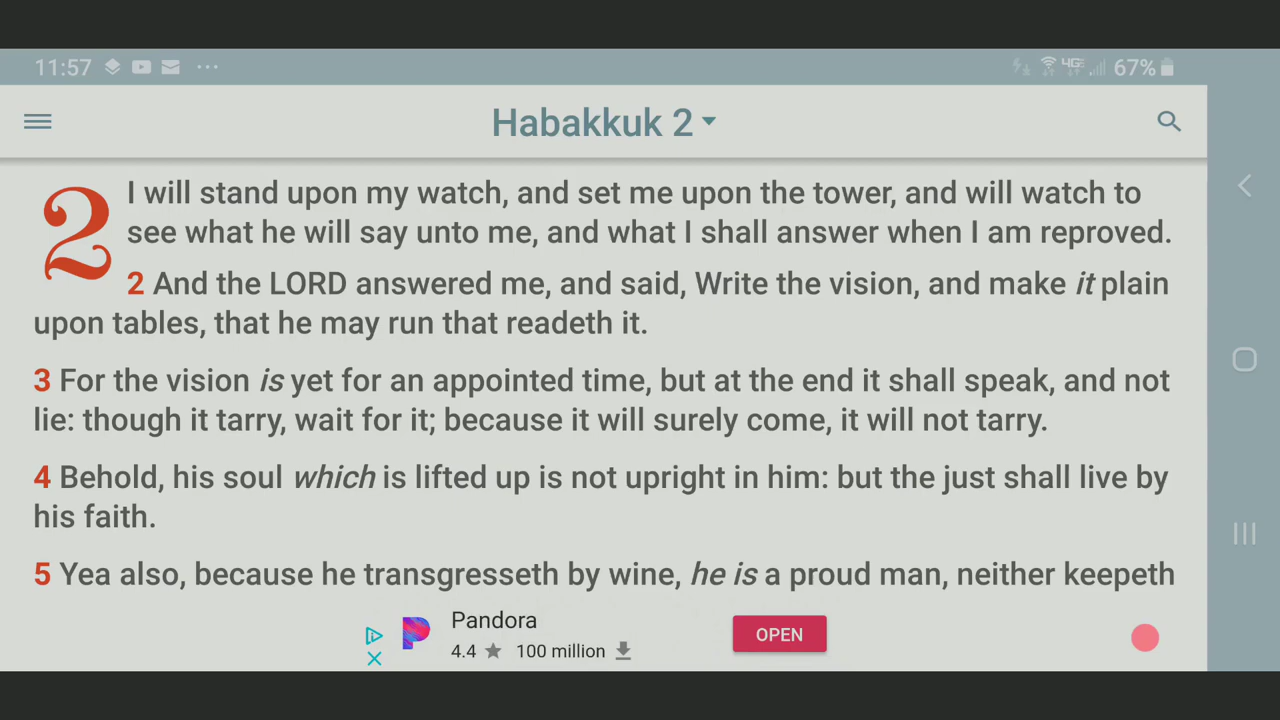 11:57 67%
Habakkuk 2
2 I will stand upon my watch, and set me upon the tower, and will watch to
see what he will say unto me, and what I shall answer when I am reproved.
2 And the LORD answered me, and said, Write the vision, and make it plain
upon tables, that he may run that readeth it.
3 For the vision is yet for an appointed time, but at the end it shall speak, and not
lie: though it tarry, wait for it; because it will surely come, it will not tarry.
4 Behold, his soul which is lifted up is not upright in him: but the just shall live by
his faith.
5 Yea also, because he transgresseth by wine, he is a proud man, neither keepeth
Pandora
4.4 ★ 100 million
OPEN